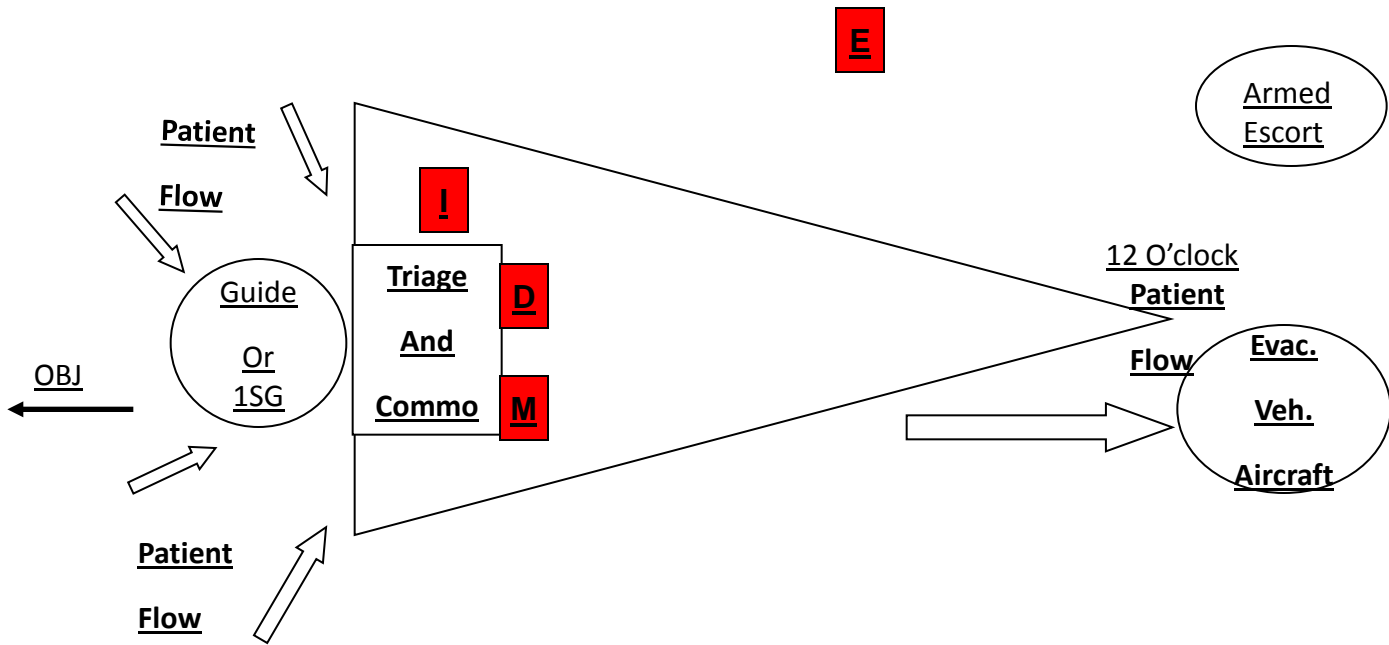 E
Armed
Escort
Patient
Flow
I
12 O’clock
Patient
Flow
Guide
Or
1SG
Triage
And
Commo
D
M
OBJ
Evac.
Veh.
Aircraft
Patient
Flow